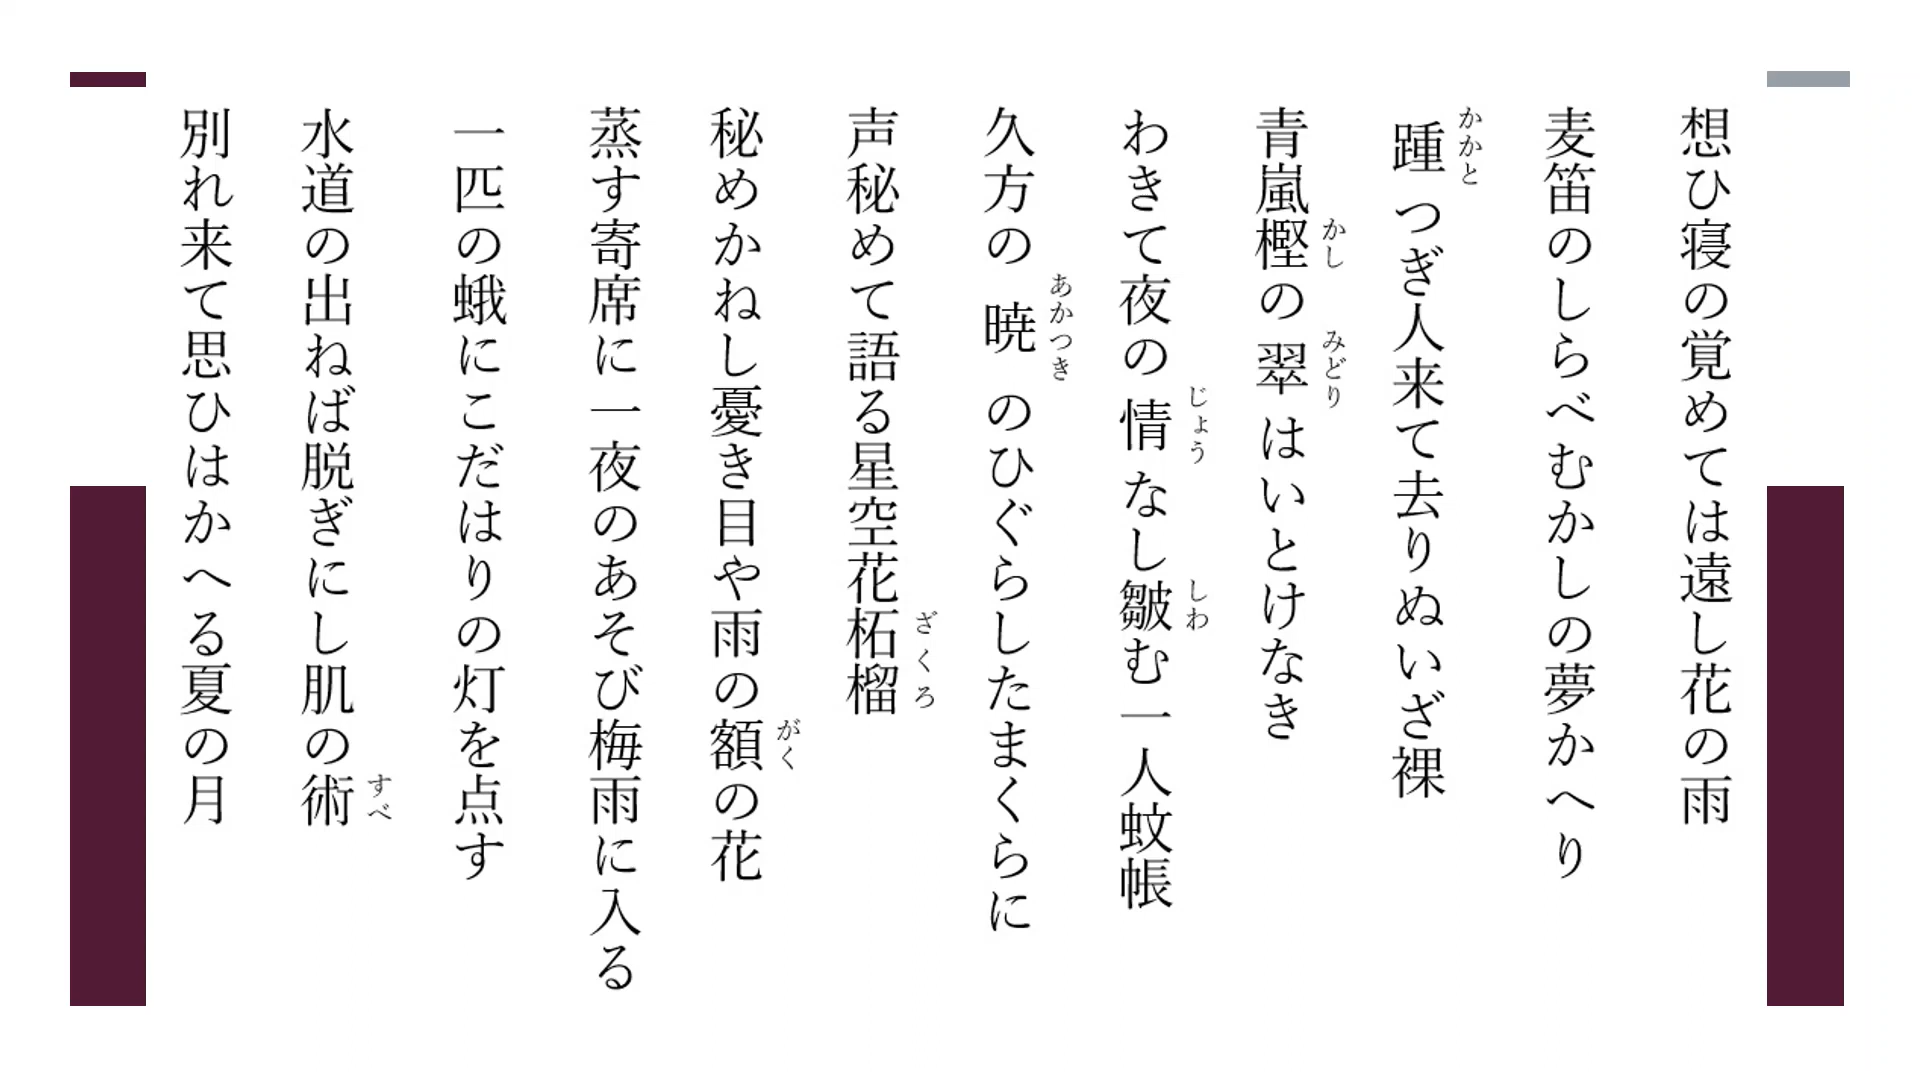 想ひ寝の覚めては遠し花の雨
麦笛のしらべむかしの夢かへり
踵つぎ人来て去りぬいざ裸
かかと
青嵐樫の翠はいとけなき
かし
みどり
わきて夜の情なし皺む一人蚊帳
じょう
しわ
久方の暁のひぐらしたまくらに
あかつき
声秘めて語る星空花柘榴
ざくろ
秘めかねし憂き目や雨の額の花
がく
蒸す寄席に一夜のあそび梅雨に入る
一匹の蛾にこだはりの灯を点す
水道の出ねば脱ぎにし肌の術
すべ
別れ来て思ひはかへる夏の月